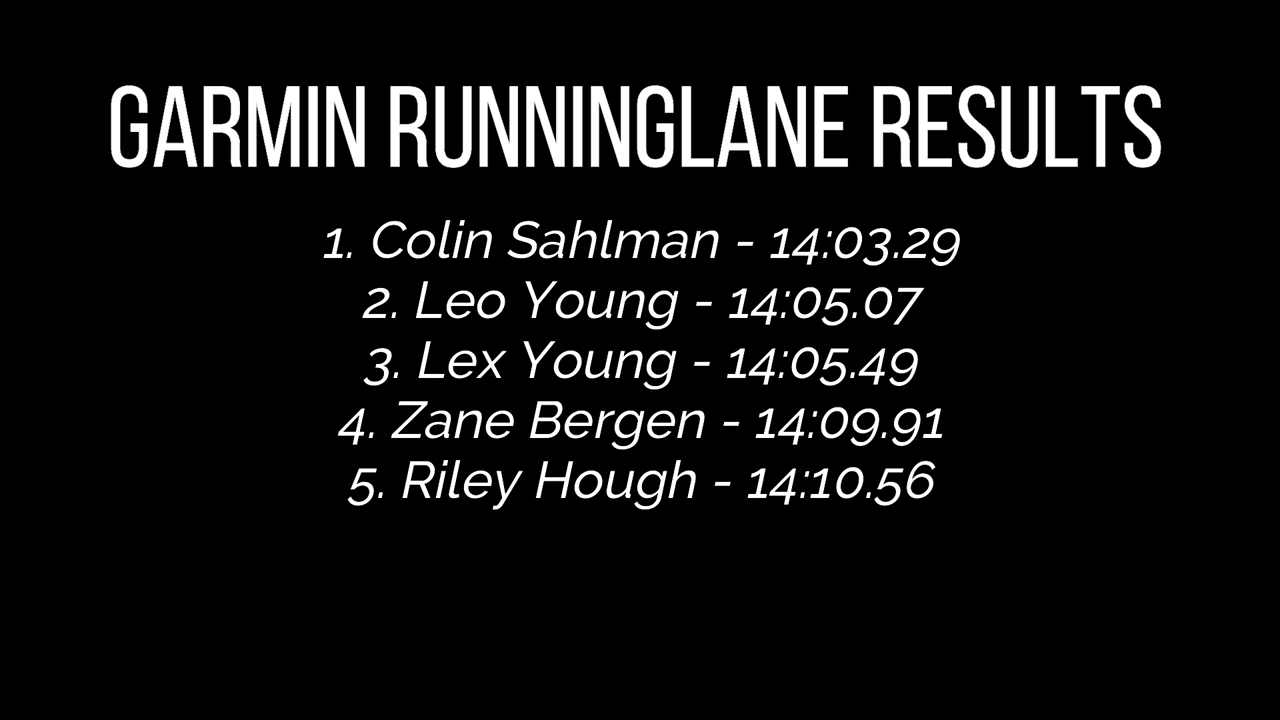 GARMIN RUNNINGLANE RESULTS
1. Colin Sahlman - 14:03.29
2. Leo Young - 14:05.07
3. Lex Young - 14:05.49
4. Zane Bergen - 14:09.91
5. Riley Hough - 14:10.56